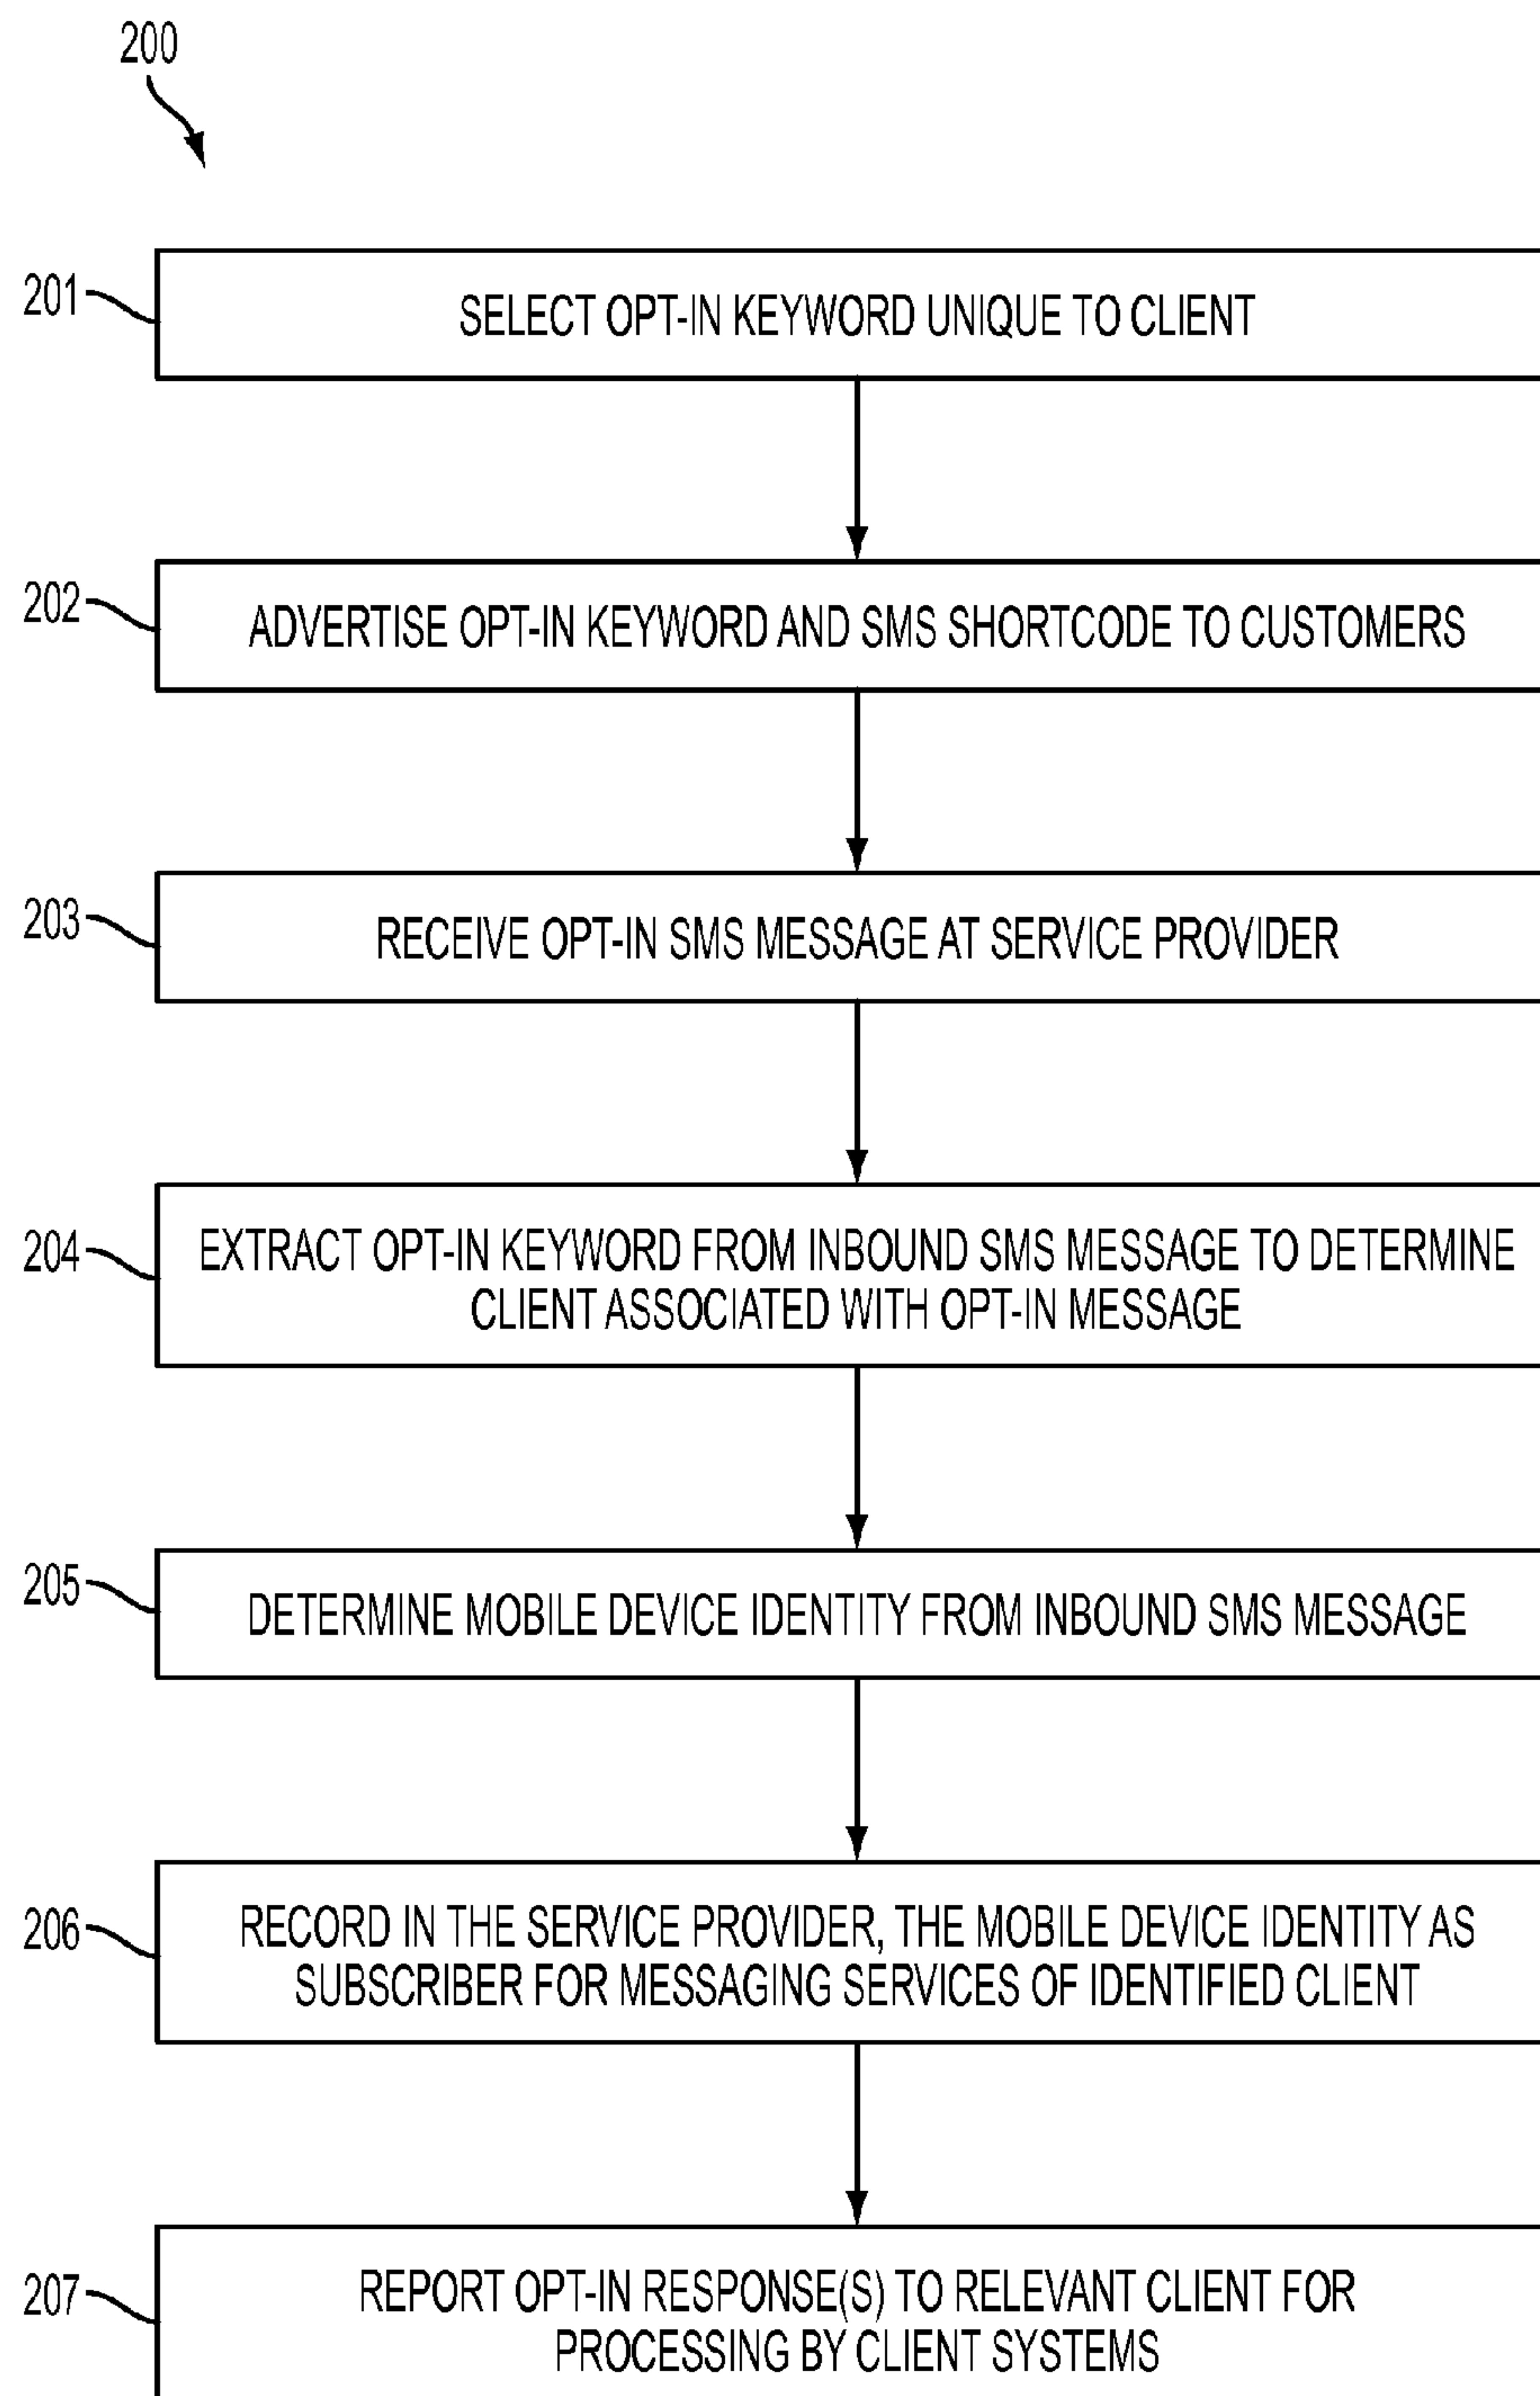 200
201
SELECT OPT-IN KEYWORD UNIQUE TO CLIENT
202
ADVERTISE OPT-IN KEYWORD AND SMS SHORTCODE TO CUSTOMERS
203
RECEIVE OPT-IN SMS MESSAGE AT SERVICE PROVIDER
204
EXTRACT OPT-IN KEYWORD FROM INBOUND SMS MESSAGE TO DETERMINE
CLIENT ASSOCIATED WITH OPT-IN MESSAGE
205
DETERMINE MOBILE DEVICE IDENTITY FROM INBOUND SMS MESSAGE
206
RECORD IN THE SERVICE PROVIDER, THE MOBILE DEVICE IDENTITY AS
SUBSCRIBER FOR MESSAGING SERVICES OF IDENTIFIED CLIENT
207
REPORT OPT-IN RESPONSE(S) TO RELEVANT CLIENT FOR
PROCESSING BY CLIENT SYSTEMS